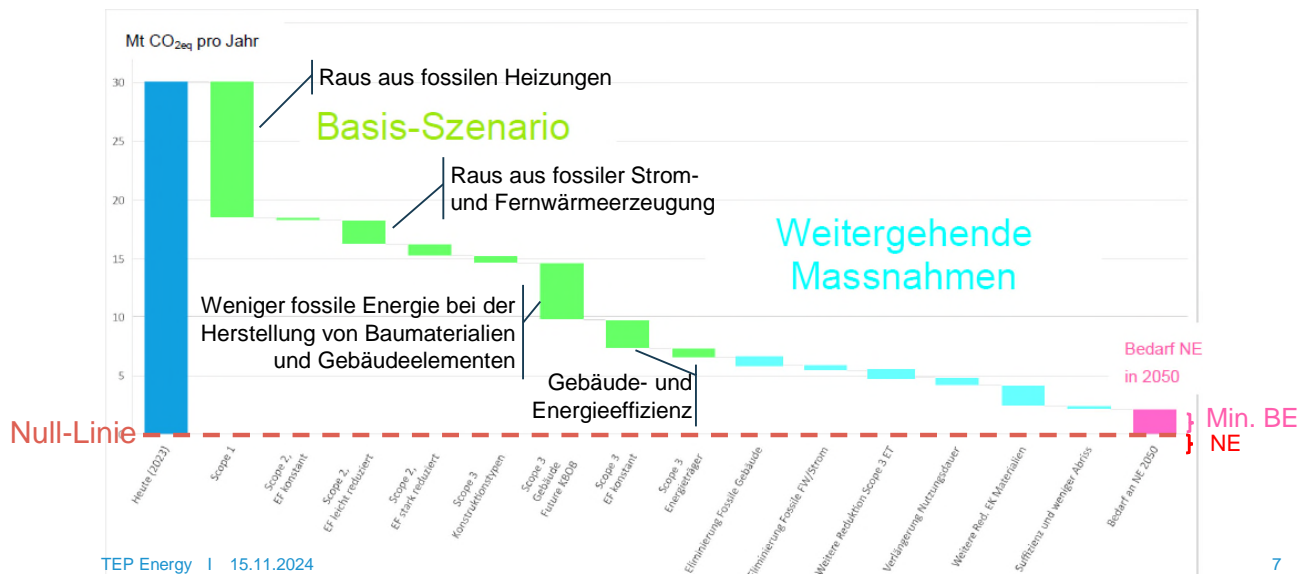 Mt CO2eq pro Jahr
30
25
20
15
10
5
0
Raus aus fossilen Heizungen
Basis-Szenario
Raus aus fossiler Strom-
und Fernwärmeerzeugung
Weitergehende
Massnahmen
Weniger fossile Energie bei der
Herstellung von Baumaterialien
und Gebäudeelementen
Gebäude- und
Energieeffizienz
Bedarf NE
in 2050
Null-Linie
} Min. BE
} NE
Heute (2023)
Scope 1
Scope 2,
EF konstant
Scope 2,
EF leicht reduziert
Scope 2,
EF stark reduziert
Scope 3
Konstruktionstypen
Scope 3
Gebäude
Future KBOB
Scope 3
EF konstant
Scope 3
Energieträger
Eliminierung Fossile Gebäude
Eliminierung Fossile FW/Strom
Weitere Reduktion Scope 3 ET
Verlängerung Nutzungsdauer
Weitere Red. EK Materialien
Suffizienz und weniger Abriss
Bedarf an NE 2050
TEP Energy I 15.11.2024
7